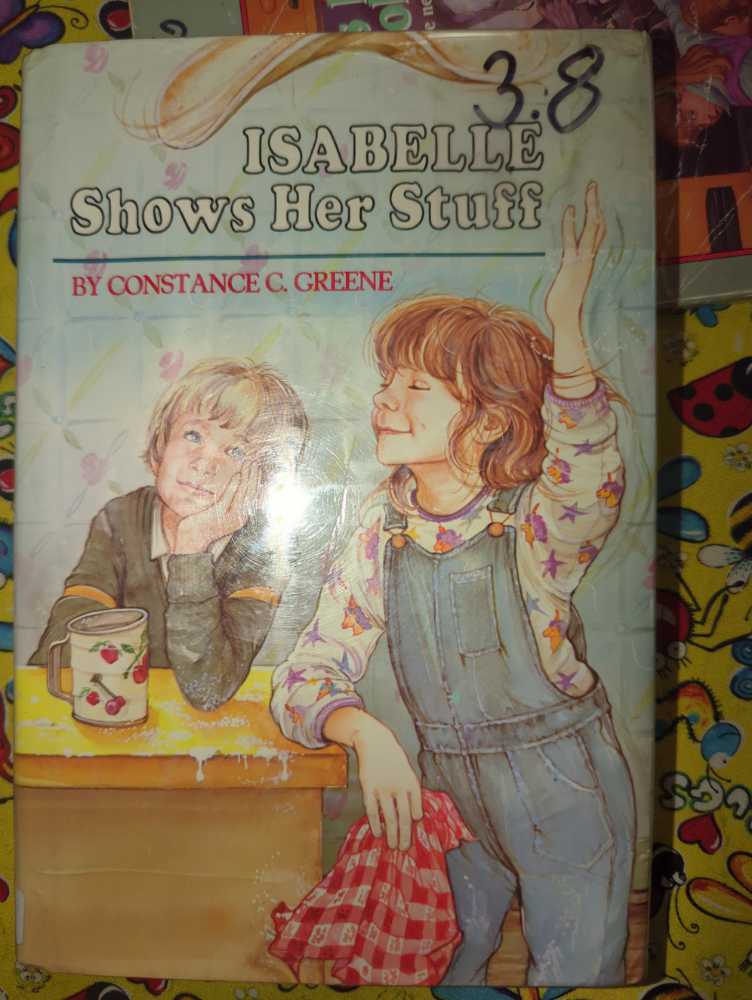 3.8
ISABELLE
Shows Her Stuff
BY CONSTANCE C. GREENE